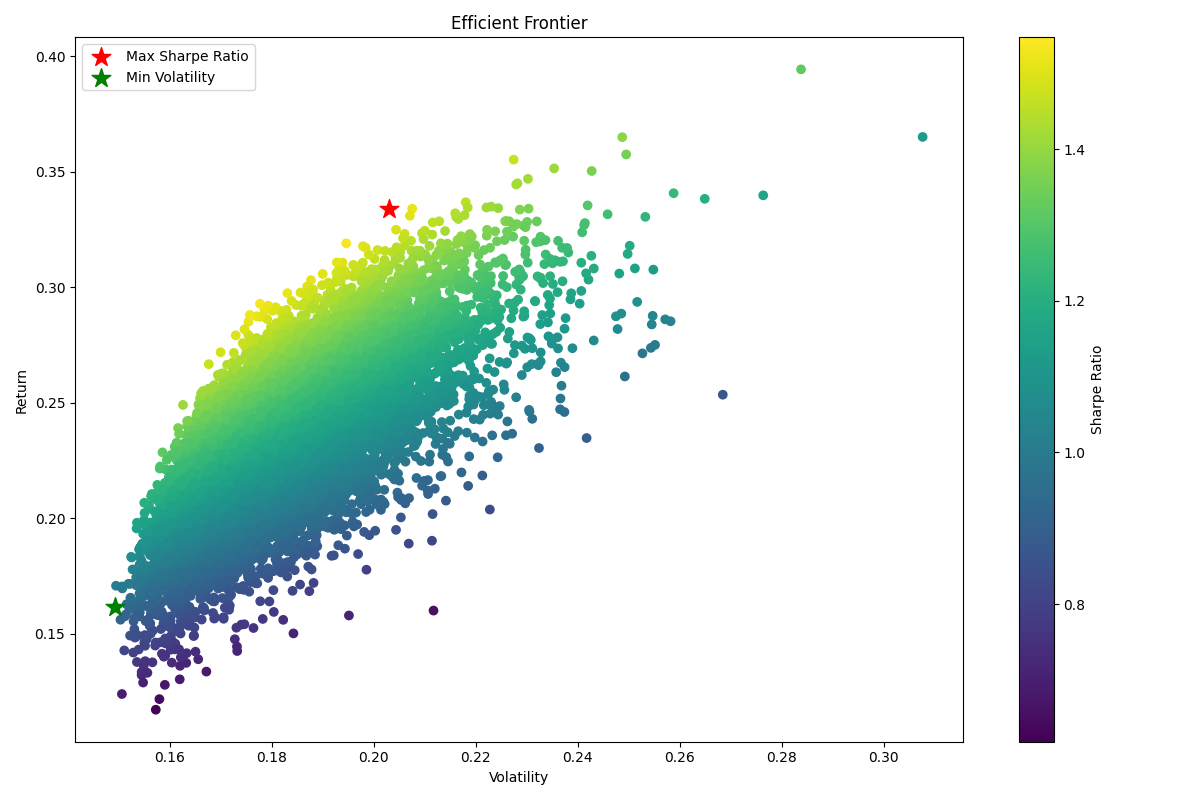 Efficient Frontier
Max Sharpe Ratio
Min Volatility
0.40
0.35
0.30
0.25
0.20
0.15
Return
0.16 0.18 0.20 0.22 0.24 0.26 0.28 0.30
Volatility
1.4
1.2
1.0
0.8
Sharpe Ratio